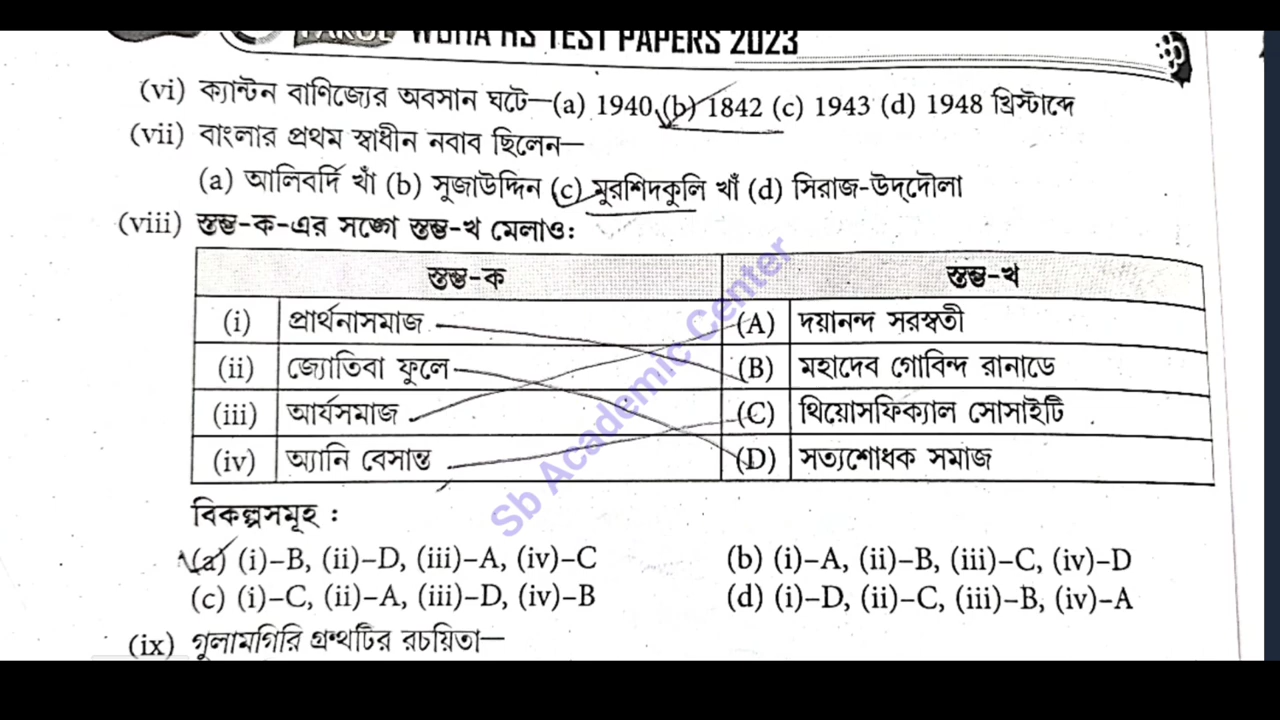 WBHA HS TEST PAPERS 2023
(vi) ক্যান্টন বাণিজ্যের অবসান ঘটে—(a) 1940 (b) 1842 (c) 1943 (d) 1948 খ্রিস্টাব্দে
(vii) বাংলার প্রথম স্বাধীন নবাব ছিলেন—
(a) আলিবর্দি খাঁ (b) সুজাউদ্দিন (c) মুরশিদকুলি খাঁ (d) সিরাজ-উদ্‌দৌলা
(viii) স্তম্ভ-ক-এর সঙ্গে স্তম্ভ-খ মেলাও:
স্তম্ভ-ক স্তম্ভ-খ
(i) প্রার্থনাসমাজ (A) দয়ানন্দ সরস্বতী
(ii) জ্যোতিবা ফুলে (B) মহাদেব গোবিন্দ রানাডে
(iii) আর্যসমাজ (C) থিয়োসফিক্যাল সোসাইটি
(iv) অ্যানি বেসান্ত (D) সত্যশোধক সমাজ
Sb Academic Center
বিকল্পসমূহ :
(a) (i)–B, (ii)–D, (iii)–A, (iv)–C (b) (i)–A, (ii)–B, (iii)–C, (iv)–D
(c) (i)–C, (ii)–A, (iii)–D, (iv)–B (d) (i)–D, (ii)–C, (iii)–B, (iv)–A
(ix) গুলামগিরি গ্রন্থটির রচয়িতা—